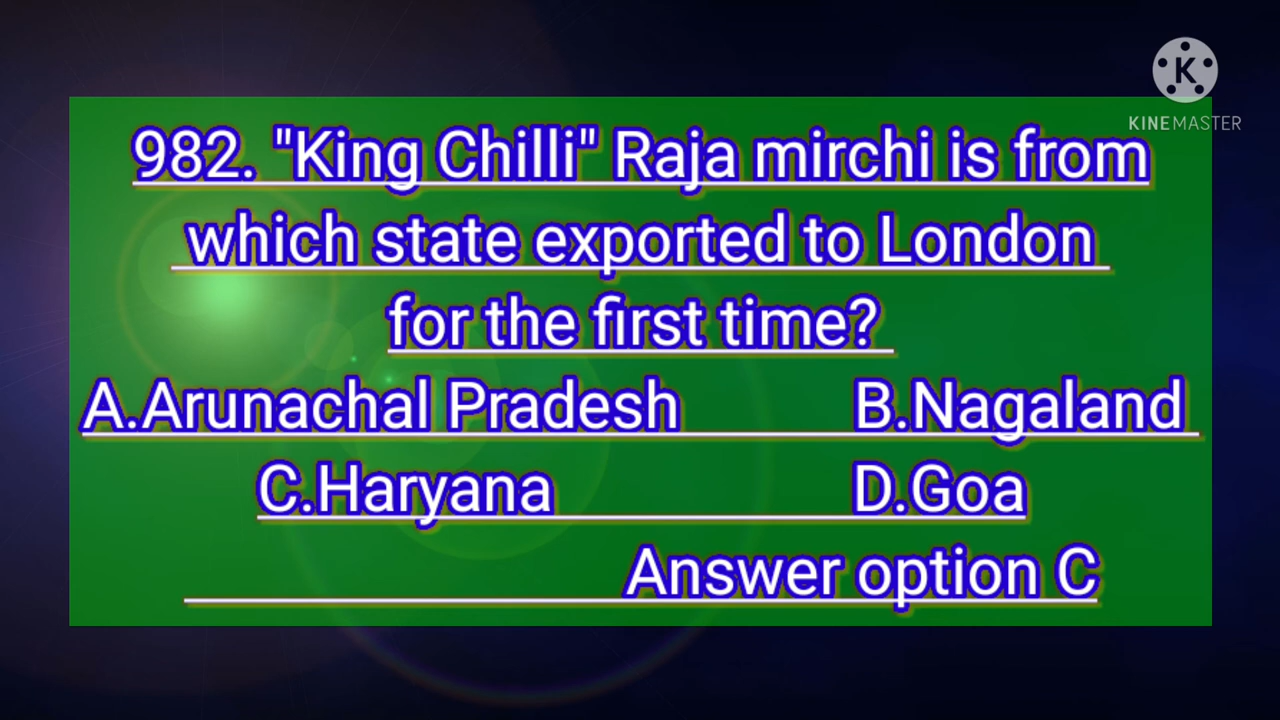 KINEMASTER
982. "King Chilli" Raja mirchi is from
which state exported to London
for the first time?
A.Arunachal Pradesh B.Nagaland
C.Haryana D.Goa
Answer option C